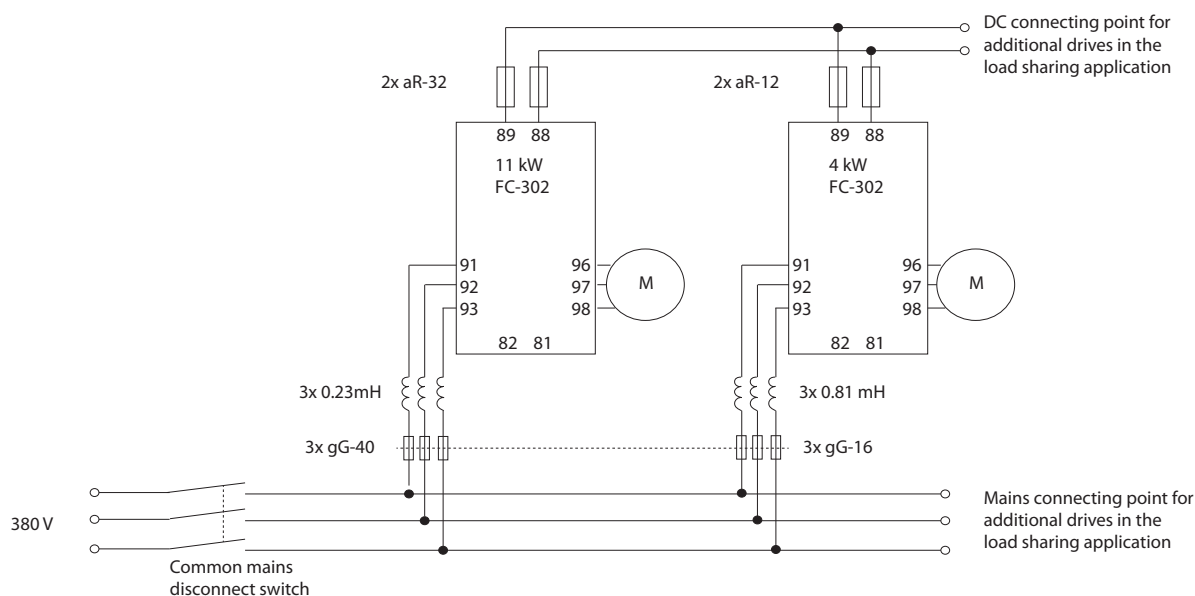 DC connecting point for
additional drives in the
load sharing application
2x aR-32
2x aR-12
89 88
89 88
11 kW
FC-302
4 kW
FC-302
91
92
93
96
97
98
M
91
92
93
96
97
98
M
82 81
82 81
3x 0.23mH
3x 0.81 mH
3x gG-40
3x gG-16
380 V
Mains connecting point for
additional drives in the
load sharing application
Common mains
disconnect switch